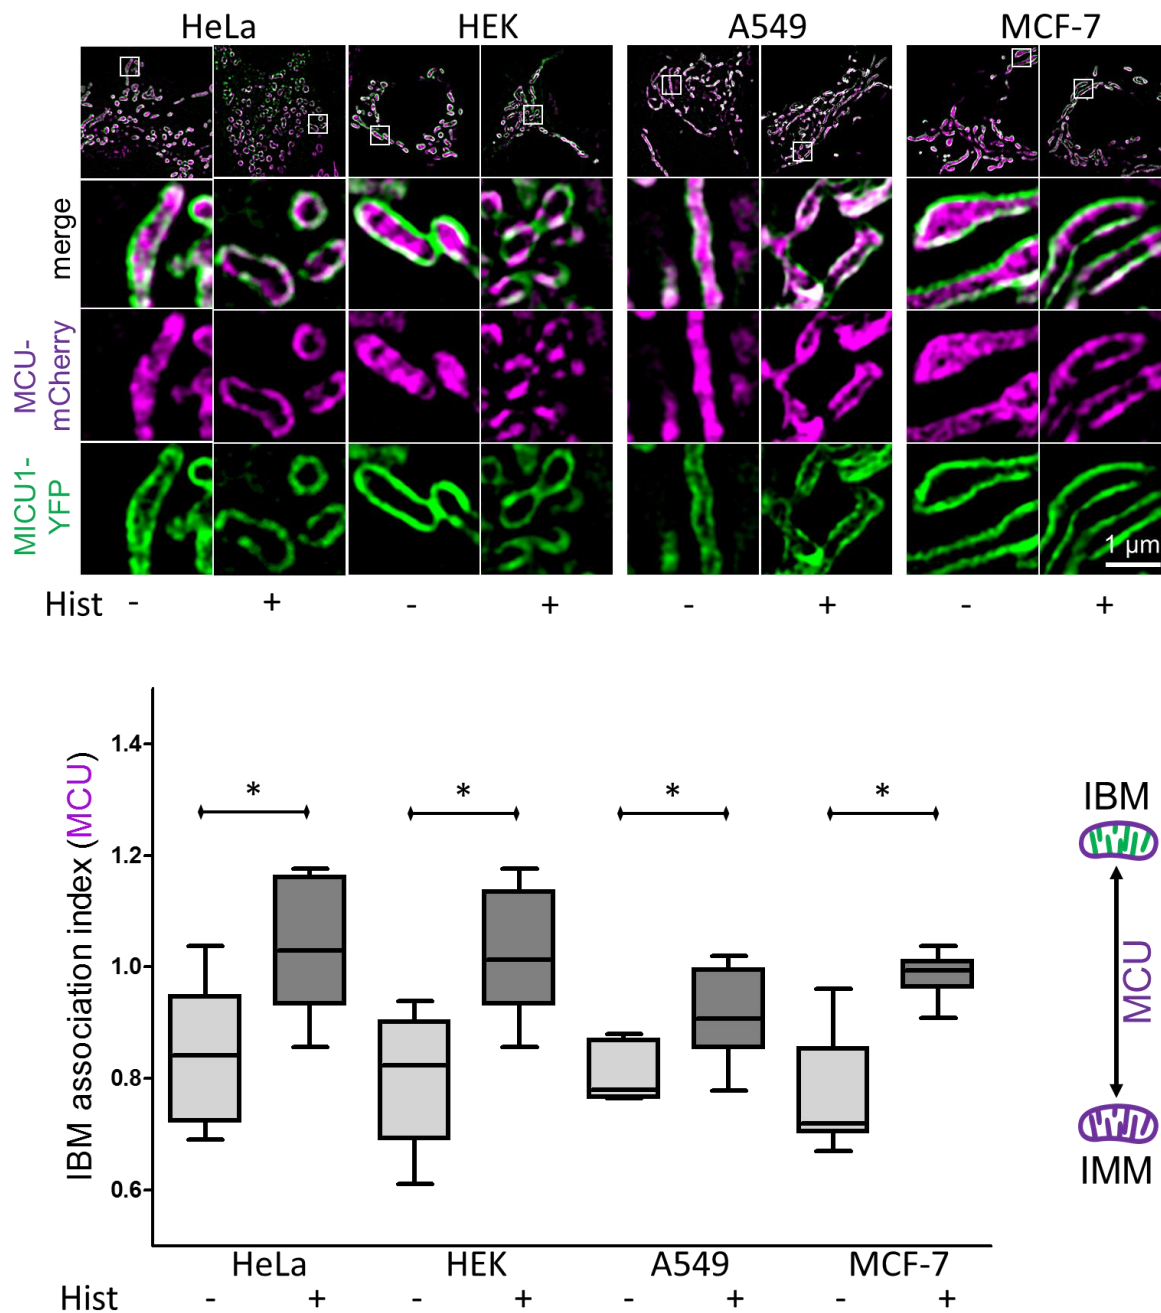 HeLa HEK A549 MCF-7
merge
MCU-
mCherry
MICU1-
YFP
1 µm
Hist - + - + - + - +
IBM association index (MCU)
1.4
1.2
1.0
0.8
0.6
* * * *
IBM
MCU
IMM
HeLa HEK A549 MCF-7
Hist - + - + - + - +